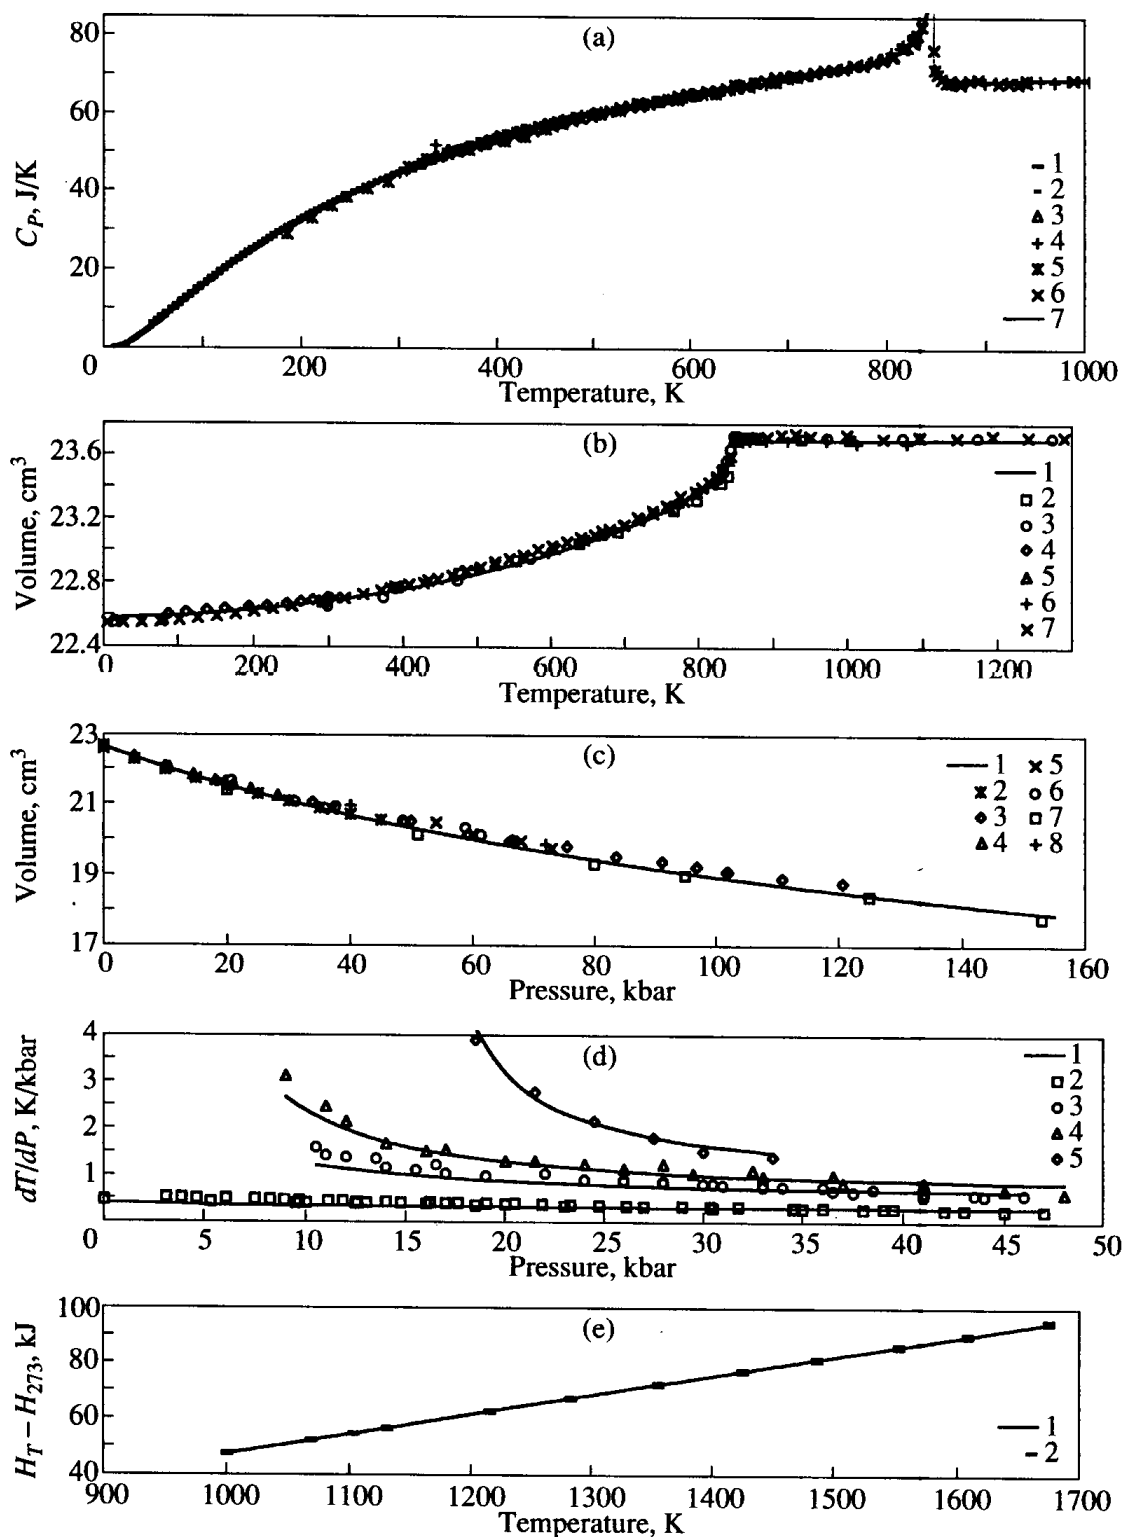 (a)
80
60
40
20
0
C_P, J/K
1
2
3
4
5
6
7
200 400 600 800 1000
Temperature, K
(b)
23.6
23.2
22.8
22.4
Volume, cm³
1
2
3
4
5
6
7
0 200 400 600 800 1000 1200
Temperature, K
(c)
23
21
19
17
Volume, cm³
1 5
2 6
3 7
4 8
0 20 40 60 80 100 120 140 160
Pressure, kbar
(d)
4
3
2
1
0
dT/dP, K/kbar
1
2
3
4
5
5 10 15 20 25 30 35 40 45 50
Pressure, kbar
(e)
100
80
60
40
H_T – H_273, kJ
1
2
900 1000 1100 1200 1300 1400 1500 1600 1700
Temperature, K